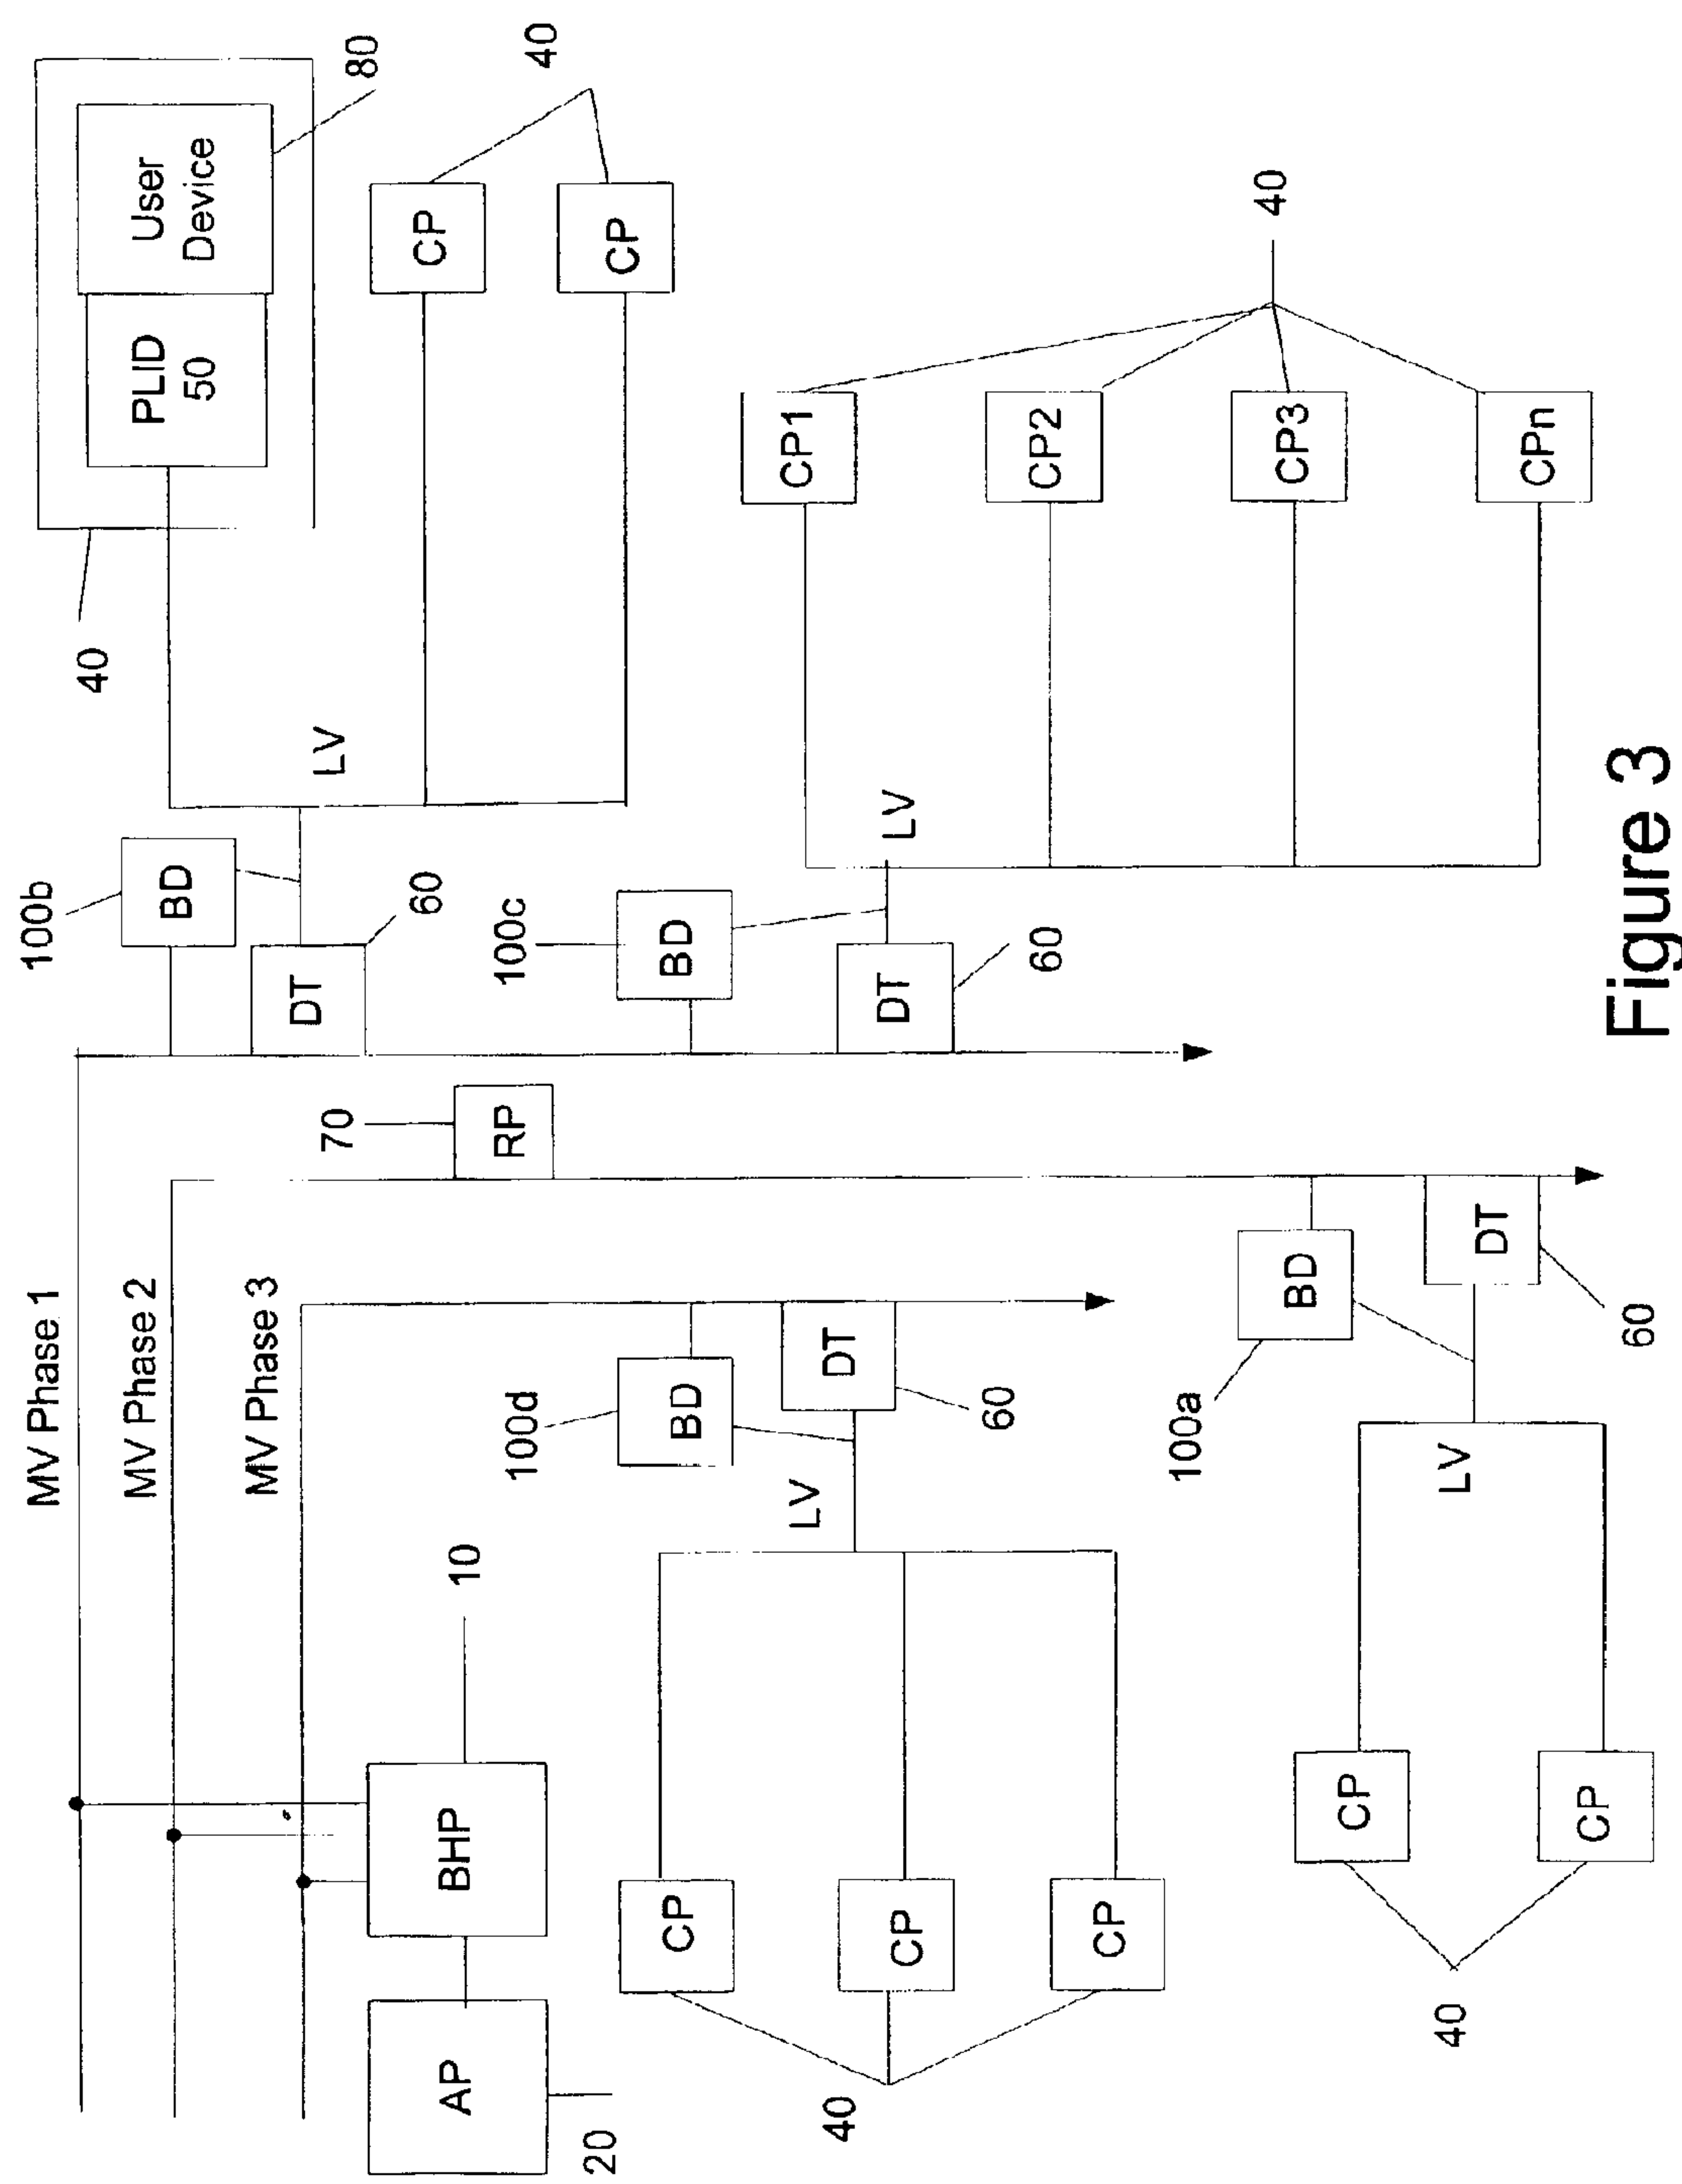 MV Phase 1
MV Phase 2
MV Phase 3
AP
20
BHP
10
100b
BD
DT
60
LV
40
PLID
50
User
Device
80
CP
CP
40
70
RP
100c
BD
DT
60
LV
CP1
CP2
CP3
CPn
40
100d
BD
DT
60
LV
CP
CP
CP
40
100a
BD
DT
60
LV
CP
CP
40
Figure 3